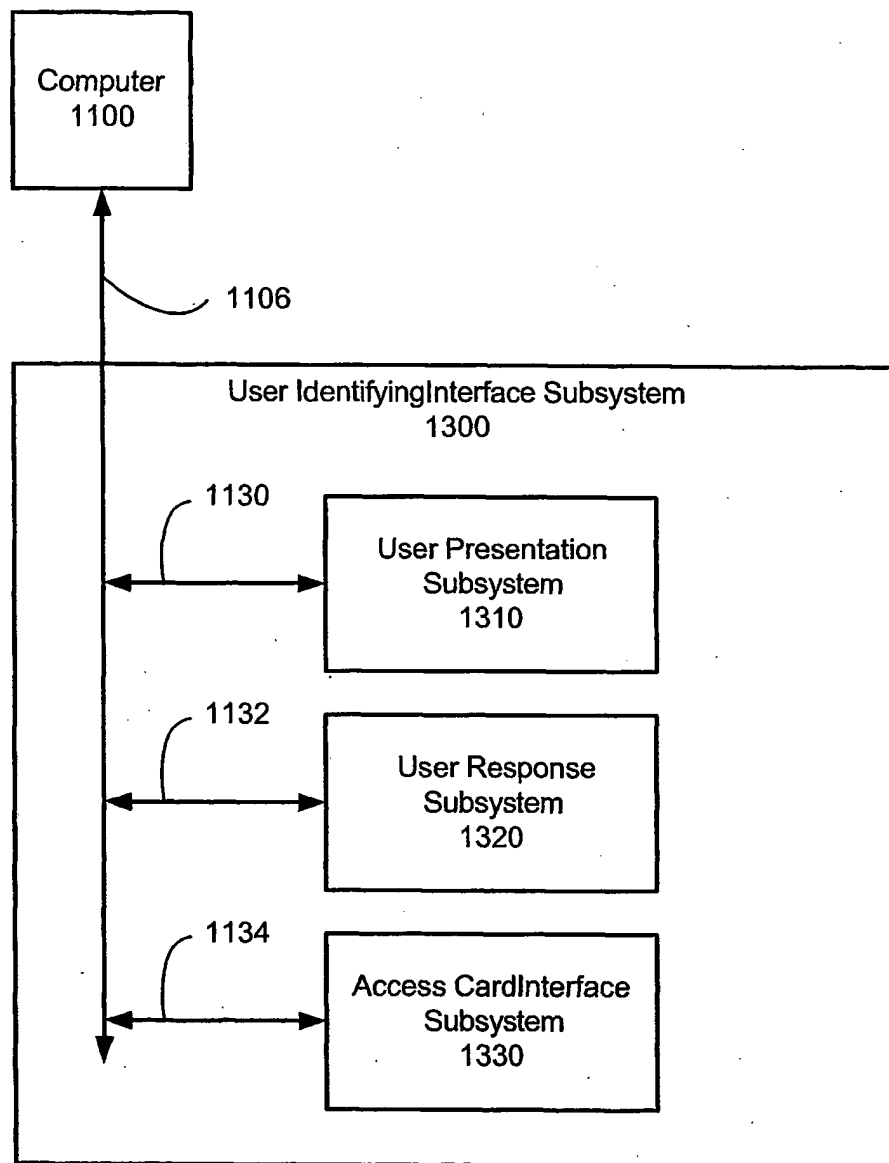 Computer
1100
1106
User IdentifyingInterface Subsystem
1300
1130
User Presentation
Subsystem
1310
1132
User Response
Subsystem
1320
1134
Access CardInterface
Subsystem
1330